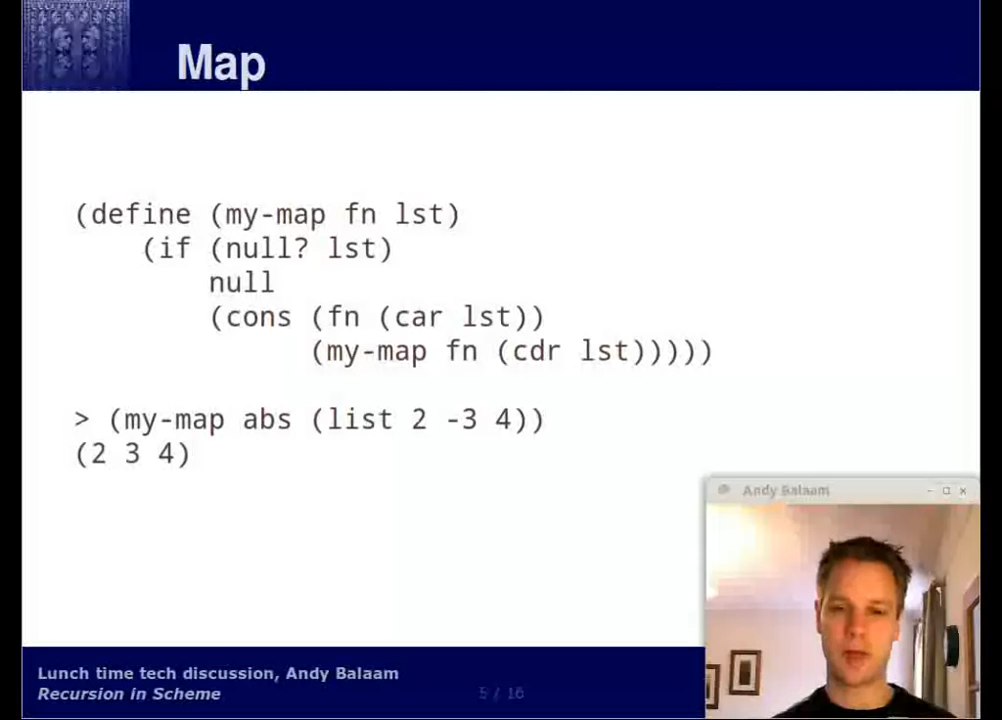 Map
(define (my-map fn lst)
(if (null? lst)
null
(cons (fn (car lst))
(my-map fn (cdr lst)))))
> (my-map abs (list 2 -3 4))
(2 3 4)
Andy Balaam
Lunch time tech discussion, Andy Balaam
Recursion in Scheme
5 / 16